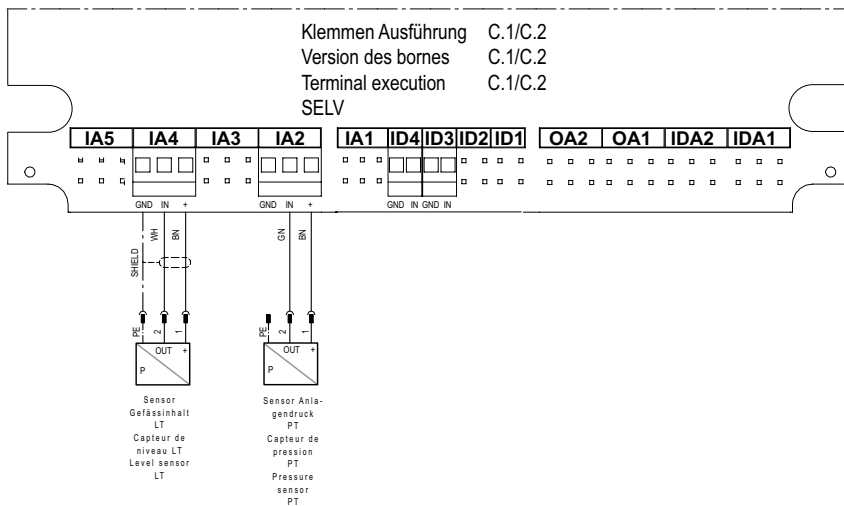 Klemmen Ausführung C.1/C.2
Version des bornes C.1/C.2
Terminal execution C.1/C.2
SELV
IA5 IA4 IA3 IA2 IA1 ID4 ID3 ID2 ID1 OA2 OA1 IDA2 IDA1
GND IN + GND IN + GND IN GND IN
SHIELD WH BN GN BN
PE 2 1 PE 2 1
OUT + OUT +
P P
Sensor
Gefässinhalt
LT
Capteur de
niveau LT
Level sensor
LT
Sensor Anla-
gendruck
PT
Capteur de
pression
PT
Pressure
sensor
PT